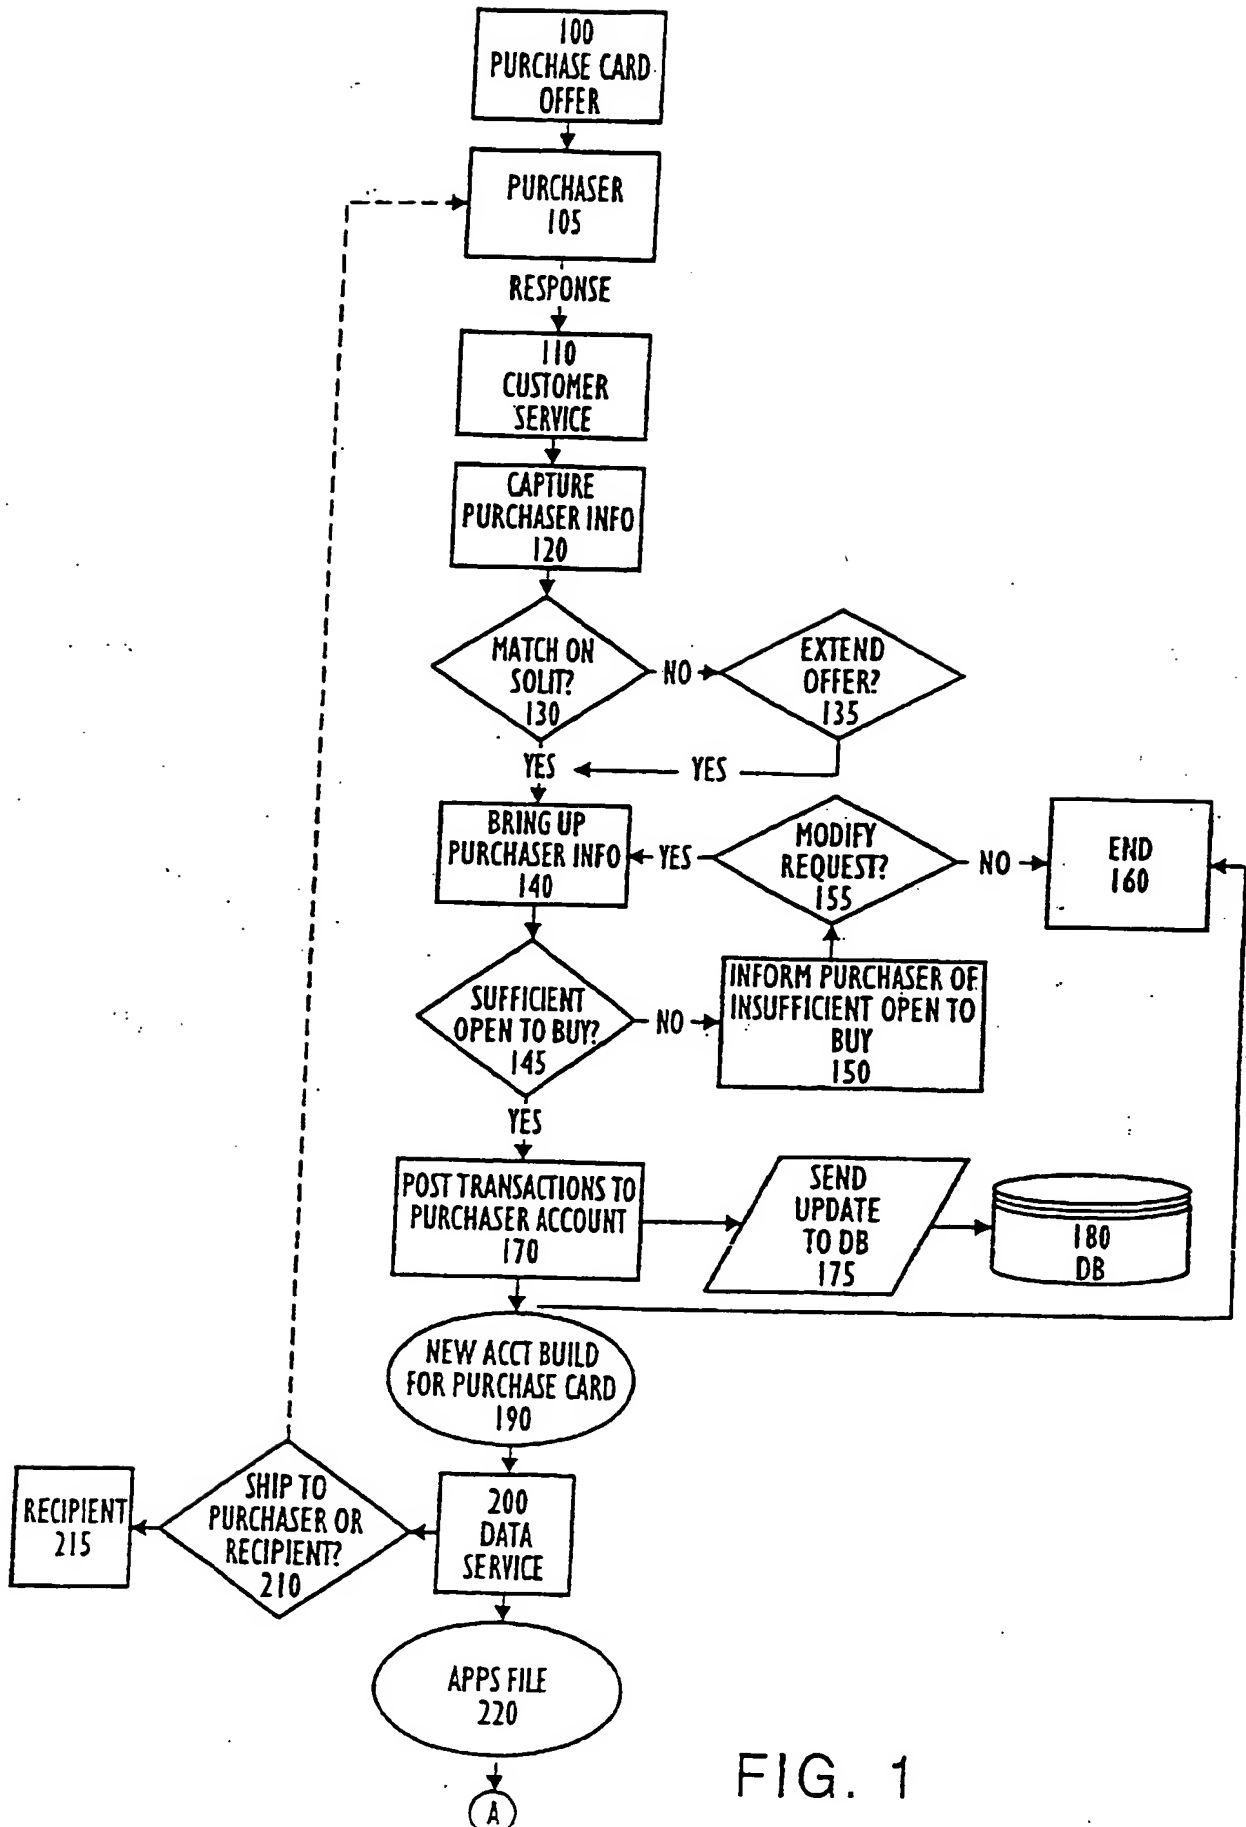 100
PURCHASE CARD
OFFER
PURCHASER
105
RESPONSE
110
CUSTOMER
SERVICE
CAPTURE
PURCHASER INFO
120
MATCH ON
SOLIT?
130
NO
EXTEND
OFFER?
135
YES
YES
BRING UP
PURCHASER INFO
140
YES
MODIFY
REQUEST?
155
NO
END
160
SUFFICIENT
OPEN TO BUY?
145
NO
INFORM PURCHASER OF
INSUFFICIENT OPEN TO
BUY
150
YES
POST TRANSACTIONS TO
PURCHASER ACCOUNT
170
SEND
UPDATE
TO DB
175
180
DB
NEW ACCT BUILD
FOR PURCHASE CARD
190
200
DATA
SERVICE
SHIP TO
PURCHASER OR
RECIPIENT?
210
RECIPIENT
215
APPS FILE
220
A
FIG. 1